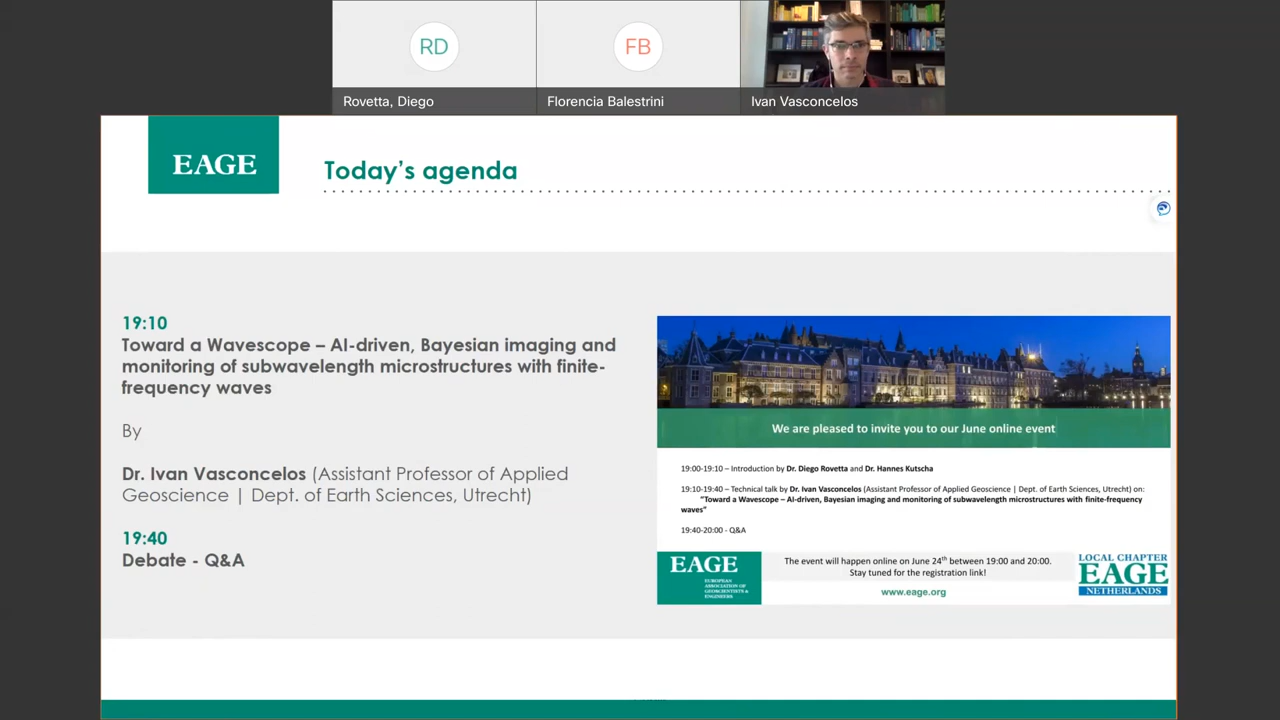 RD
FB
Rovetta, Diego
Florencia Balestrini
Ivan Vasconcelos
EAGE
Today's agenda
19:10
Toward a Wavescope – AI-driven, Bayesian imaging and
monitoring of subwavelength microstructures with finite-
frequency waves
By
Dr. Ivan Vasconcelos (Assistant Professor of Applied
Geoscience | Dept. of Earth Sciences, Utrecht)
19:40
Debate - Q&A
We are pleased to invite you to our June online event
19:00-19:10 – Introduction by Dr. Diego Rovetta and Dr. Hannes Kutscha
19:10-19:40 – Technical talk by Dr. Ivan Vasconcelos (Assistant Professor of Applied Geoscience | Dept. of Earth Sciences, Utrecht) on:
"Toward a Wavescope – AI-driven, Bayesian imaging and monitoring of subwavelength microstructures with finite-frequency
waves"
19:40-20:00 - Q&A
EAGE
EUROPEAN
ASSOCIATION OF
GEOSCIENTISTS &
ENGINEERS
The event will happen online on June 24th between 19:00 and 20:00.
Stay tuned for the registration link!
www.eage.org
LOCAL CHAPTER
EAGE
NETHERLANDS